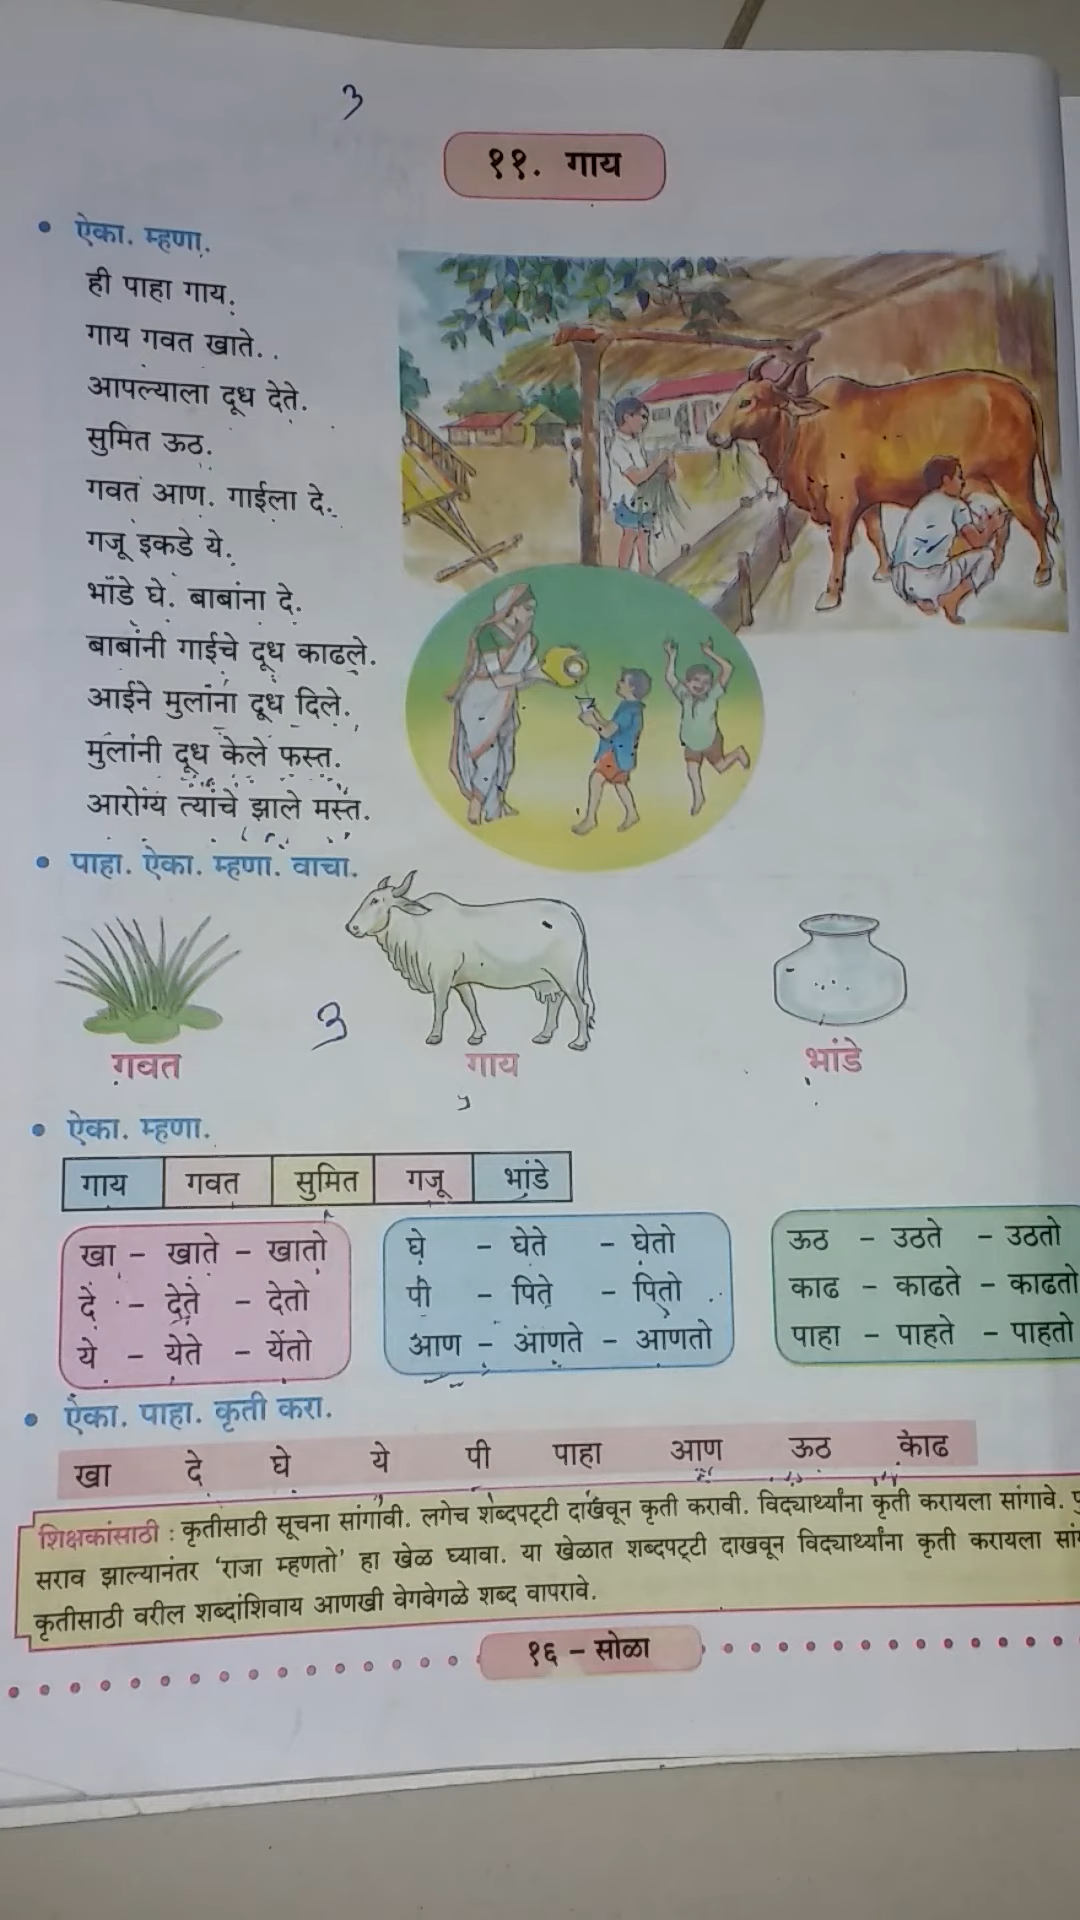 3
११. गाय
• ऐका. म्हणा.
ही पाहा गाय.
गाय गवत खाते.
आपल्याला दूध देते.
सुमित ऊठ.
गवत आण. गाईला दे.
गजू इकडे ये.
भांडे घे. बाबांना दे.
बाबांनी गाईचे दूध काढले.
आईने मुलांना दूध दिले.
मुलांनी दूध केले फस्त.
आरोग्य त्यांचे झाले मस्त.
• पाहा. ऐका. म्हणा. वाचा.
3
गवत गाय भांडे
• ऐका. म्हणा.
गाय गवत सुमित गजू भांडे
खा – खाते – खातो
दे – देते – देतो
ये – येते – येतो
घे – घेते – घेतो
पी – पिते – पितो
आण – आणते – आणतो
ऊठ – उठते – उठतो
काढ – काढते – काढतो
पाहा – पाहते – पाहतो
• ऐका. पाहा. कृती करा.
खा दे घे ये पी पाहा आण ऊठ काढ
शिक्षकांसाठी : कृतीसाठी सूचना सांगावी. लगेच शब्दपट्टी दाखवून कृती करावी. विद्यार्थ्यांना कृती करायला सांगावे.
सराव झाल्यानंतर ‘राजा म्हणतो’ हा खेळ घ्यावा. या खेळात शब्दपट्टी दाखवून विद्यार्थ्यांना कृती करायला
कृतीसाठी वरील शब्दांशिवाय आणखी वेगवेगळे शब्द वापरावे.
१६ – सोळा